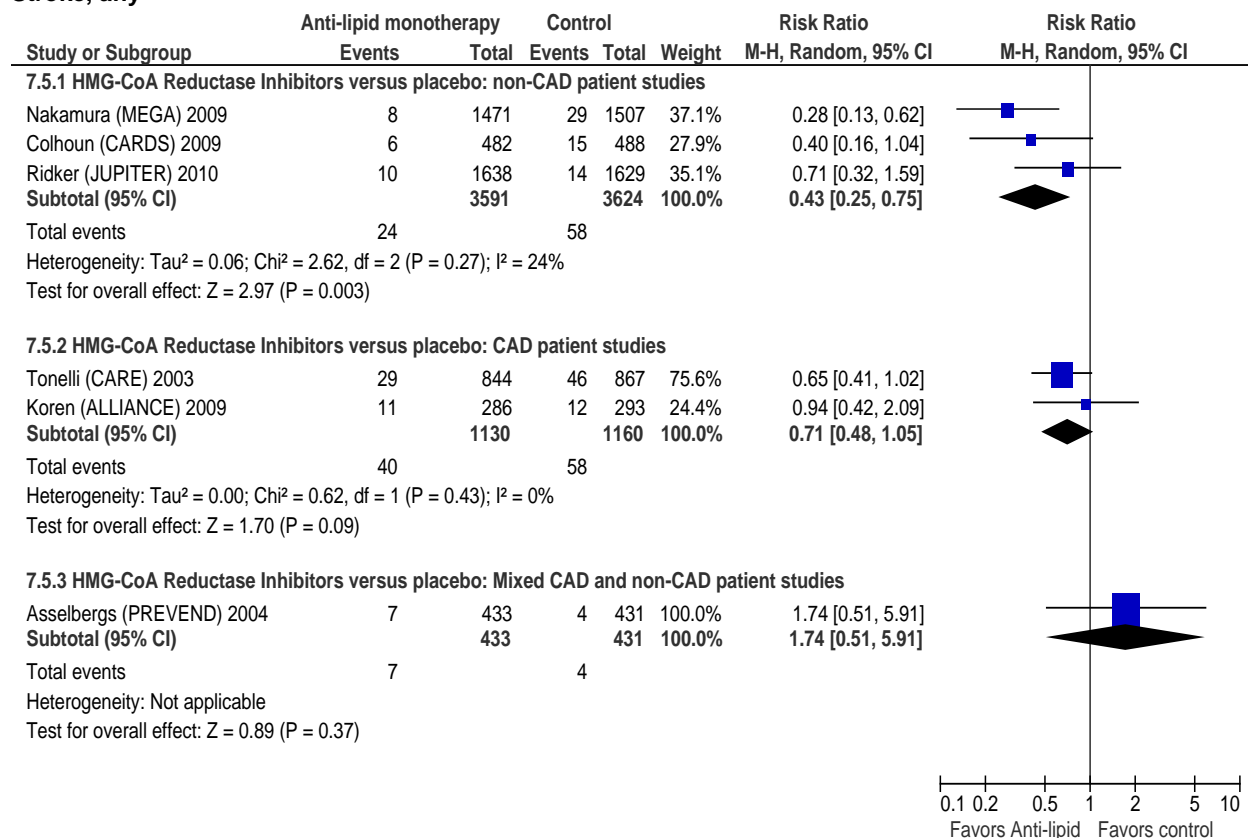 Stroke, any
Anti-lipid monotherapy Control Risk Ratio Risk Ratio
Study or Subgroup Events Total Events Total Weight M-H, Random, 95% CI M-H, Random, 95% CI
7.5.1 HMG-CoA Reductase Inhibitors versus placebo: non-CAD patient studies
Nakamura (MEGA) 2009 8 1471 29 1507 37.1% 0.28 [0.13, 0.62]
Colhoun (CARDS) 2009 6 482 15 488 27.9% 0.40 [0.16, 1.04]
Ridker (JUPITER) 2010 10 1638 14 1629 35.1% 0.71 [0.32, 1.59]
Subtotal (95% CI) 3591 3624 100.0% 0.43 [0.25, 0.75]
Total events 24 58
Heterogeneity: Tau² = 0.06; Chi² = 2.62, df = 2 (P = 0.27); I² = 24%
Test for overall effect: Z = 2.97 (P = 0.003)
7.5.2 HMG-CoA Reductase Inhibitors versus placebo: CAD patient studies
Tonelli (CARE) 2003 29 844 46 867 75.6% 0.65 [0.41, 1.02]
Koren (ALLIANCE) 2009 11 286 12 293 24.4% 0.94 [0.42, 2.09]
Subtotal (95% CI) 1130 1160 100.0% 0.71 [0.48, 1.05]
Total events 40 58
Heterogeneity: Tau² = 0.00; Chi² = 0.62, df = 1 (P = 0.43); I² = 0%
Test for overall effect: Z = 1.70 (P = 0.09)
7.5.3 HMG-CoA Reductase Inhibitors versus placebo: Mixed CAD and non-CAD patient studies
Asselbergs (PREVEND) 2004 7 433 4 431 100.0% 1.74 [0.51, 5.91]
Subtotal (95% CI) 433 431 100.0% 1.74 [0.51, 5.91]
Total events 7 4
Heterogeneity: Not applicable
Test for overall effect: Z = 0.89 (P = 0.37)
0.1 0.2 0.5 1 2 5 10
Favors Anti-lipid Favors control